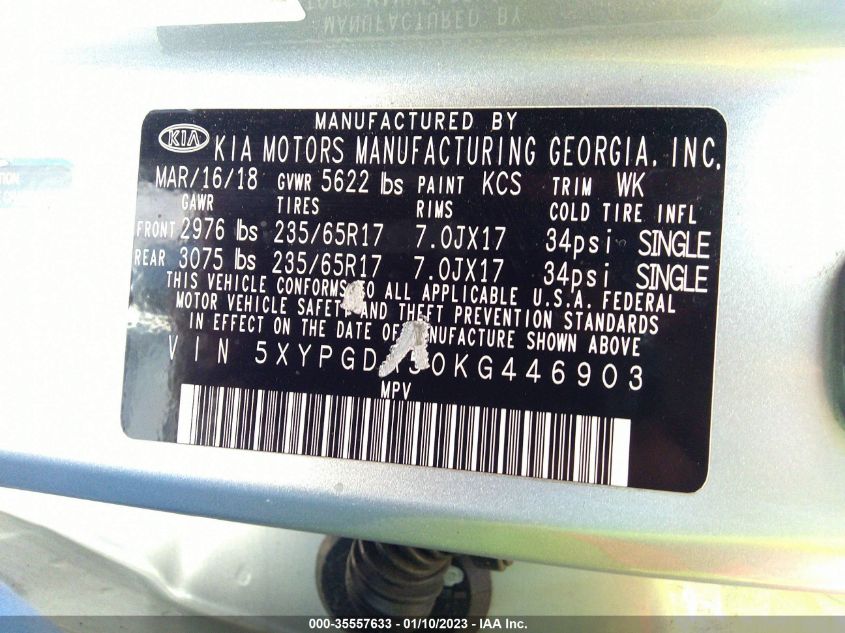 MANUFACTURED BY
KIA KIA MOTORS MANUFACTURING GEORGIA, INC.
MAR/16/18 GVWR 5622 lbs PAINT KCS TRIM WK
GAWR TIRES RIMS COLD TIRE INFL
FRONT 2976 lbs 235/65R17 7.0JX17 34psi SINGLE
REAR 3075 lbs 235/65R17 7.0JX17 34psi SINGLE
THIS VEHICLE CONFORMS TO ALL APPLICABLE U.S.A. FEDERAL
MOTOR VEHICLE SAFETY AND THEFT PREVENTION STANDARDS
IN EFFECT ON THE DATE OF MANUFACTURE SHOWN ABOVE.
VIN 5XYPGDA50KG446903
MPV
000-35557633 - 01/10/2023 - IAA Inc.